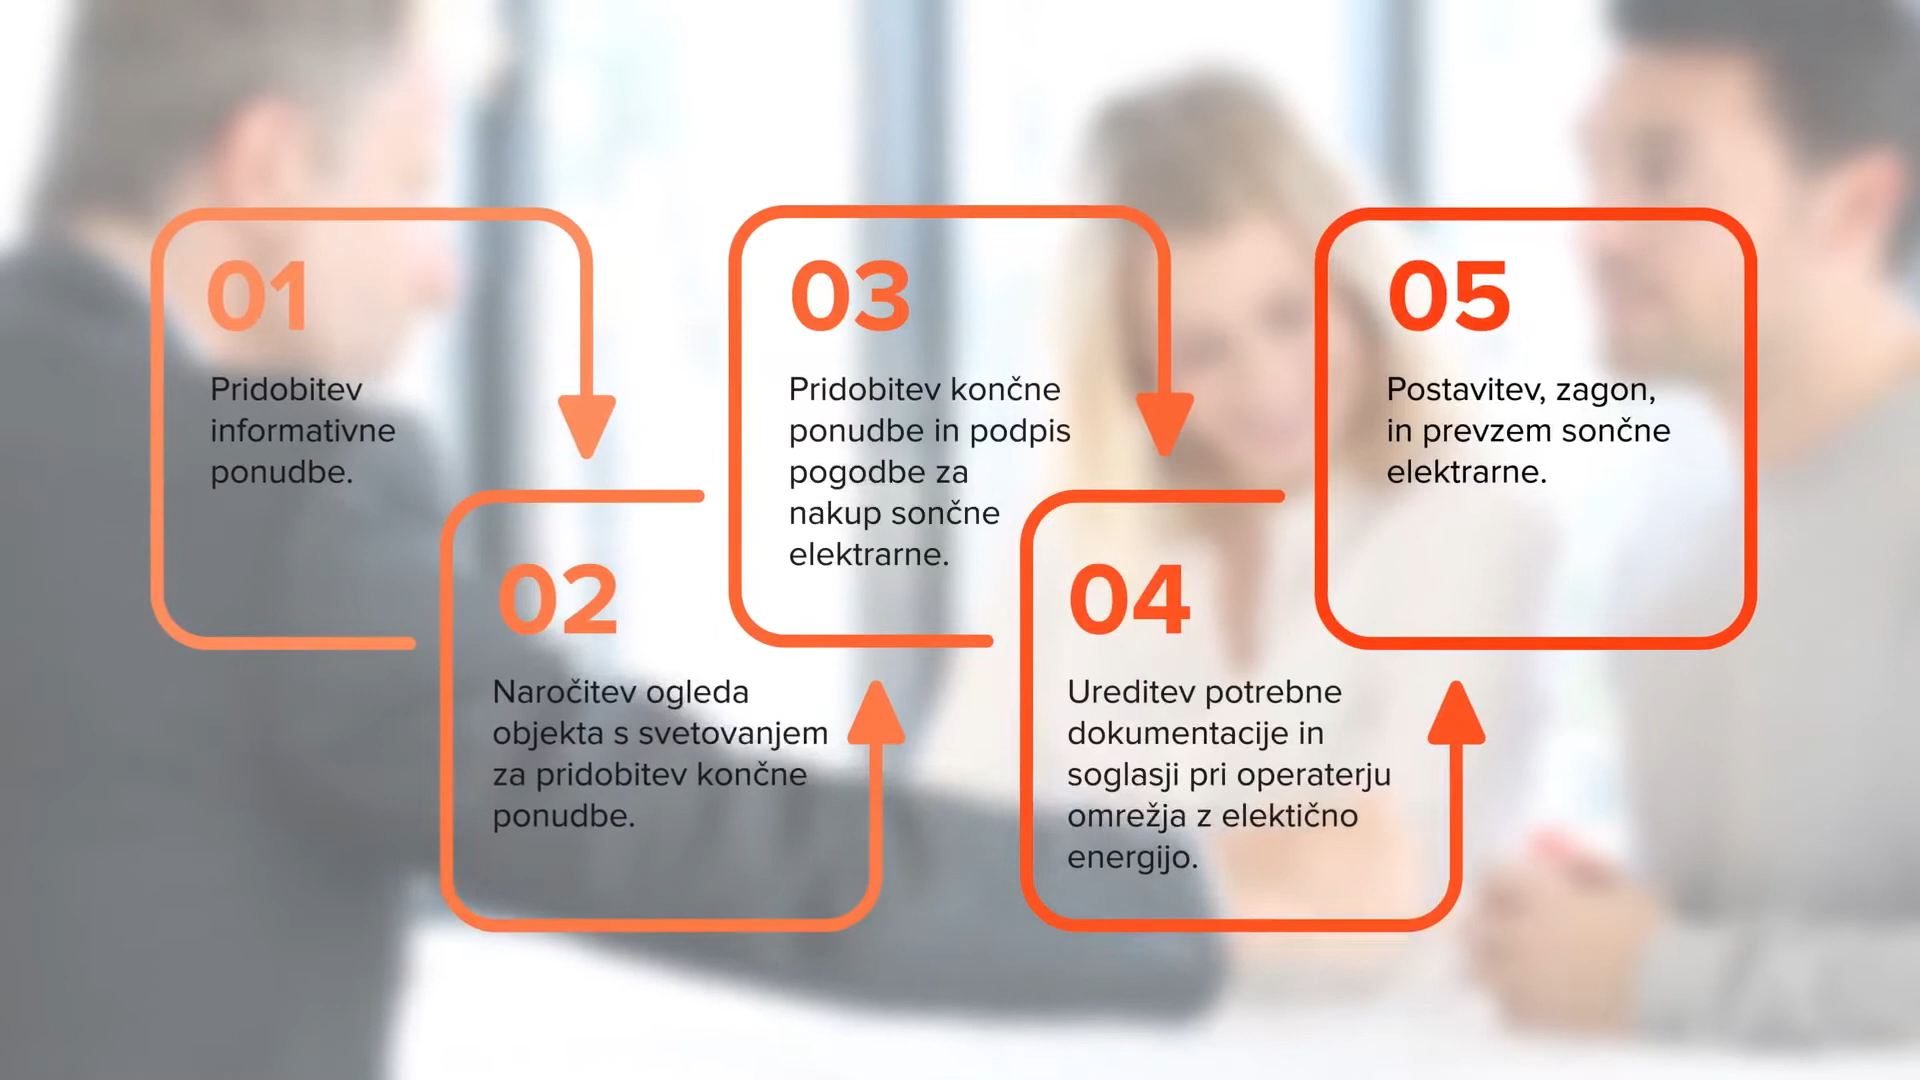 01
Pridobitev
informativne
ponudbe.
02
Naročitev ogleda
objekta s svetovanjem
za pridobitev končne
ponudbe.
03
Pridobitev končne
ponudbe in podpis
pogodbe za
nakup sončne
elektrarne.
04
Ureditev potrebne
dokumentacije in
soglasji pri operaterju
omrežja z elektično
energijo.
05
Postavitev, zagon,
in prevzem sončne
elektrarne.